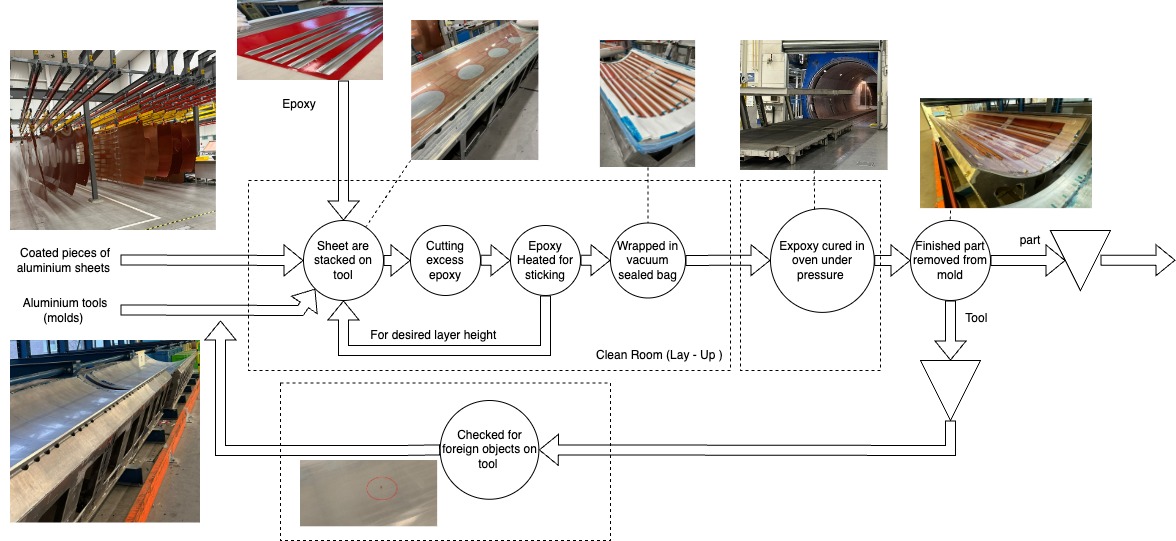 Epoxy
Coated pieces of
aluminium sheets
Aluminium tools
(molds)
Sheet are
stacked on
tool
Cutting
excess
epoxy
Epoxy
Heated for
sticking
Wrapped in
vacuum
sealed bag
Expoxy cured in
oven under
pressure
Finished part
removed from
mold
part
Tool
For desired layer height
Clean Room (Lay - Up )
Checked for
foreign objects on
tool